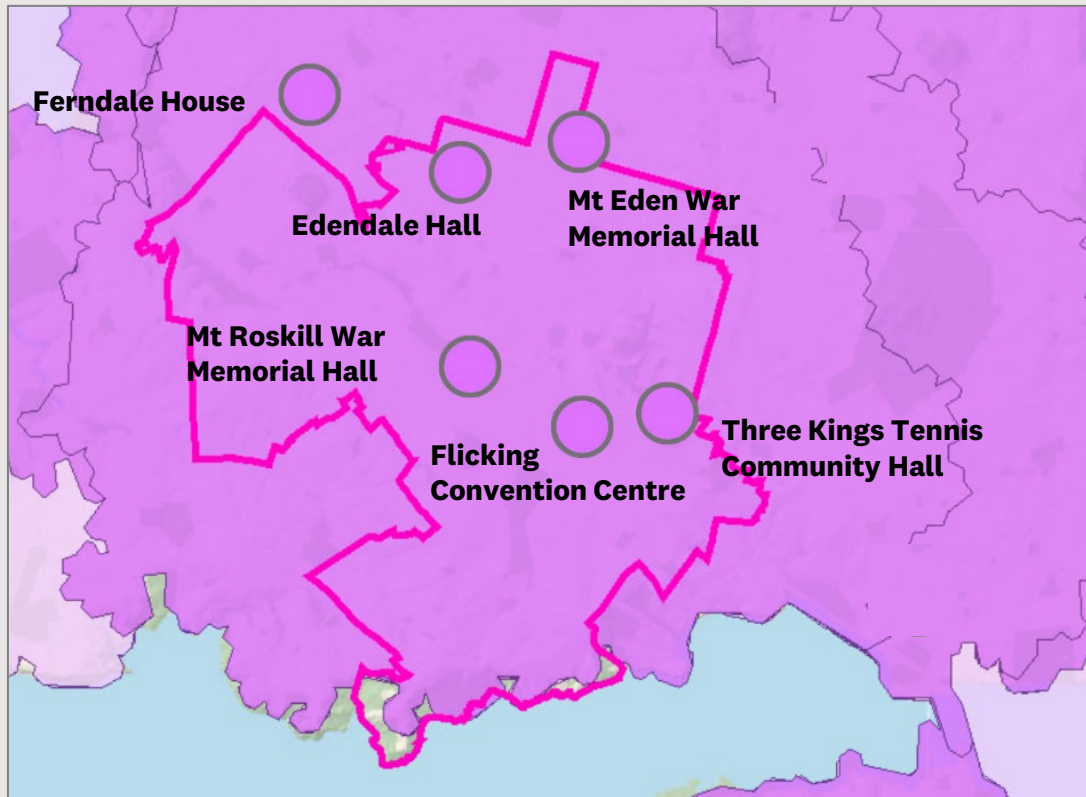 Ferndale House
Edendale Hall
Mt Eden War
Memorial Hall
Mt Roskill War
Memorial Hall
Flicking
Convention Centre
Three Kings Tennis
Community Hall